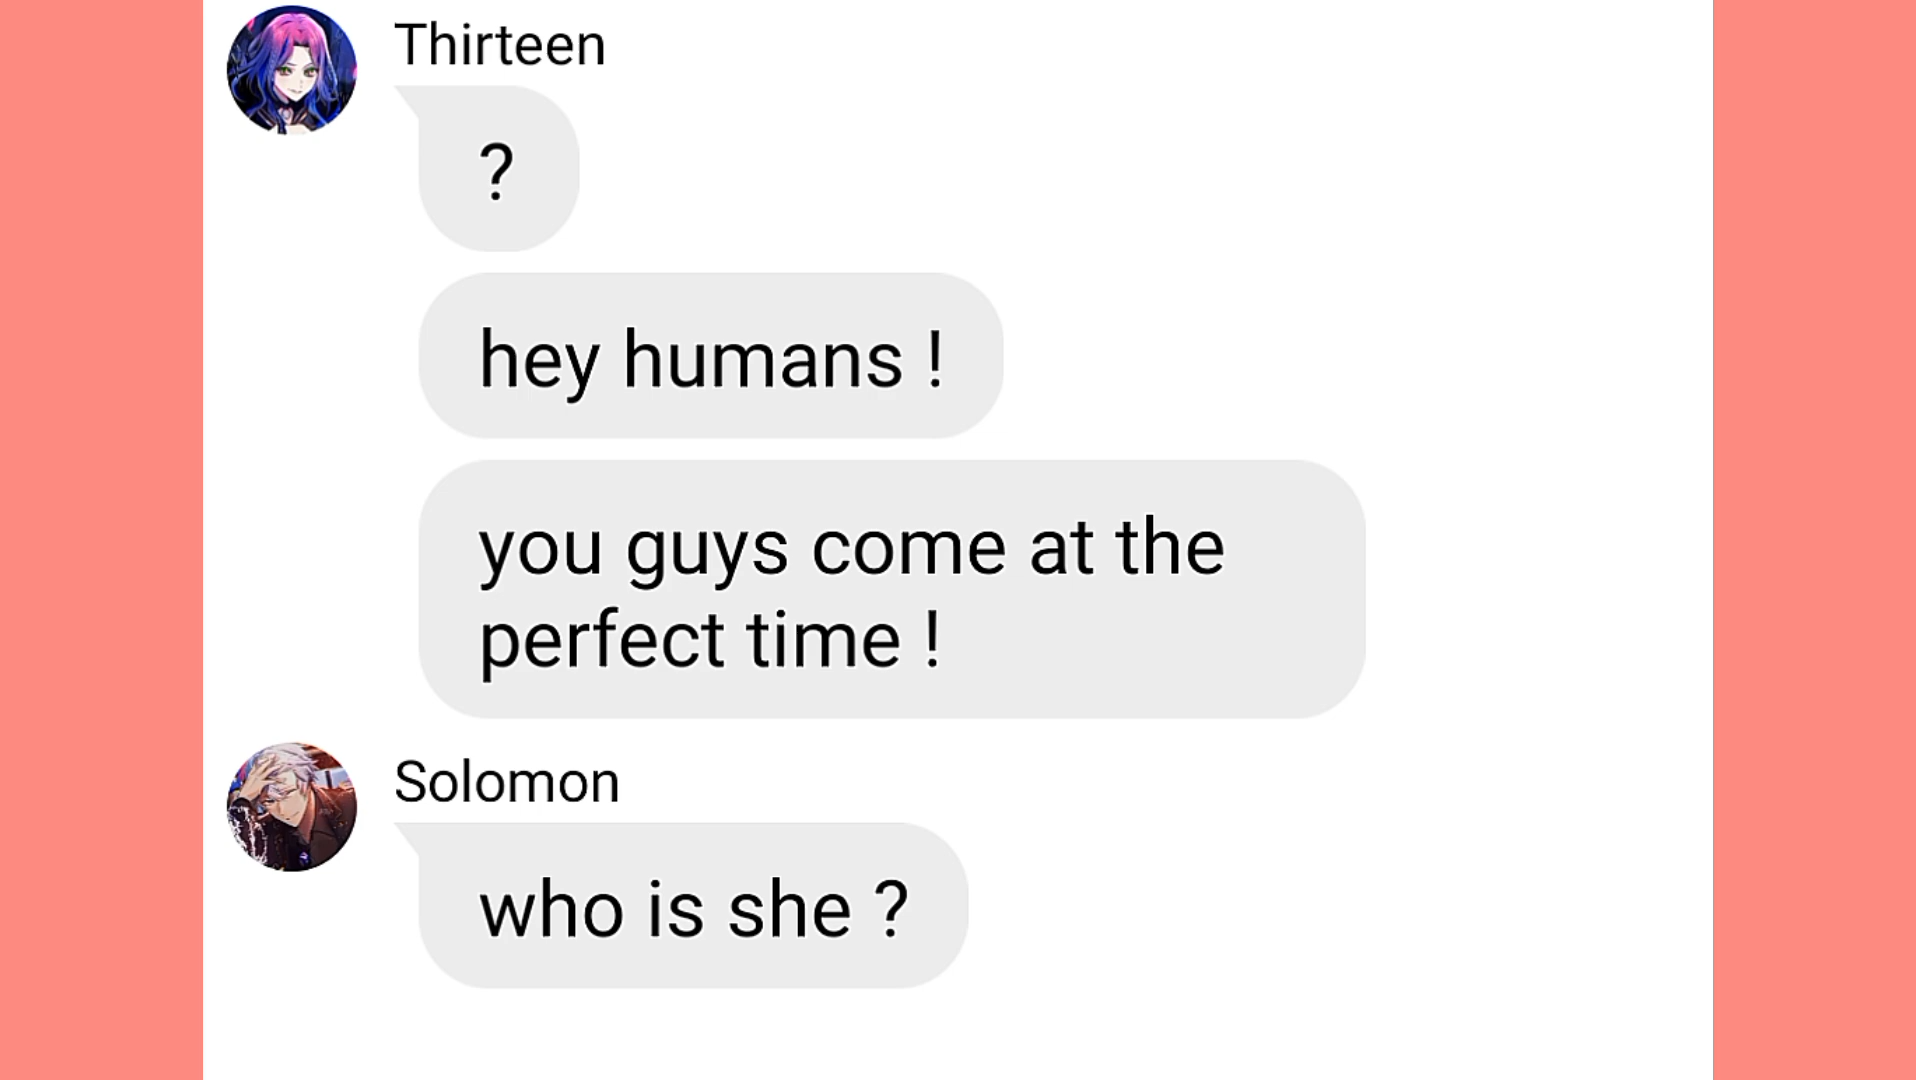 Thirteen
?
hey humans !
you guys come at the
perfect time !
Solomon
who is she ?